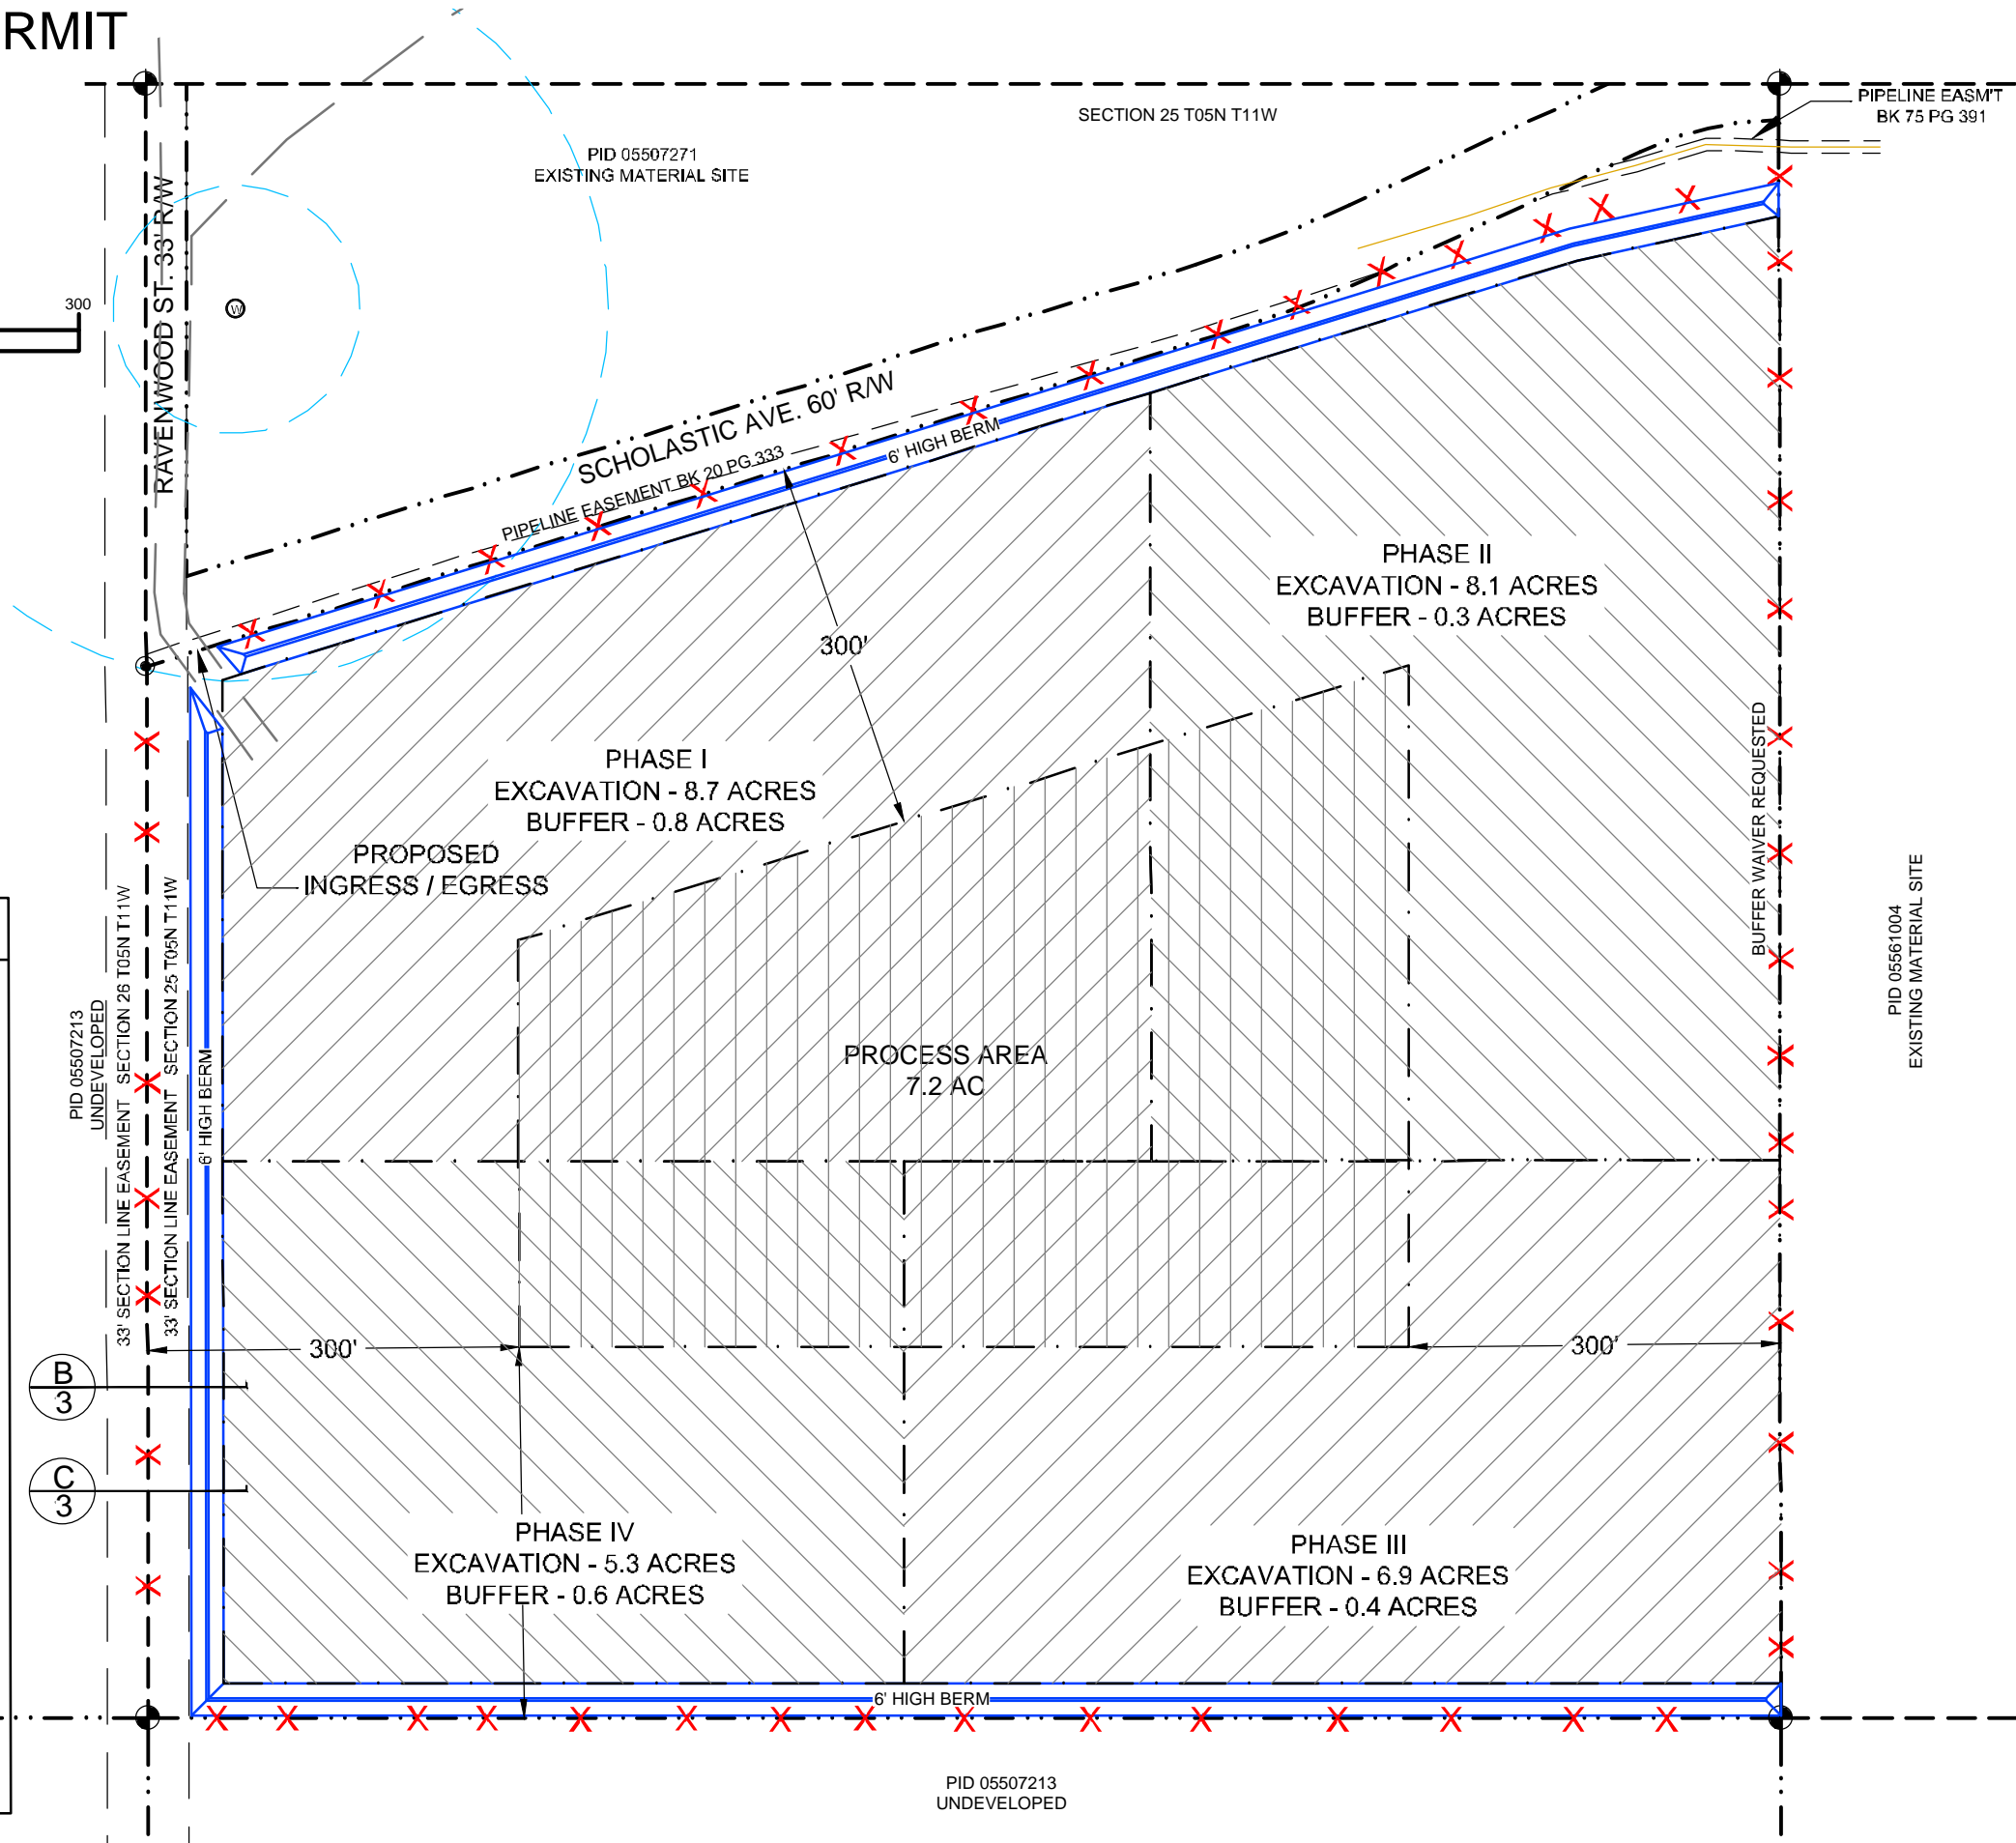 RMIT
SECTION 25 T05N T11W
PIPELINE EASM'T
BK 75 PG 391
PID 05507271
EXISTING MATERIAL SITE
RAVENWOOD ST. 33' R/W
300
W
SCHOLASTIC AVE. 60' R/W
PIPELINE EASEMENT BK 20 PG 333
6' HIGH BERM
PHASE II
EXCAVATION - 8.1 ACRES
BUFFER - 0.3 ACRES
300'
PHASE I
EXCAVATION - 8.7 ACRES
BUFFER - 0.8 ACRES
PROPOSED
INGRESS / EGRESS
BUFFER WAIVER REQUESTED
PID 05561004
EXISTING MATERIAL SITE
PID 05507213
UNDEVELOPED
33' SECTION LINE EASEMENT SECTION 26 T05N T11W
33' SECTION LINE EASEMENT SECTION 25 T05N T11W
6' HIGH BERM
PROCESS AREA
7.2 AC
300'
300'
B
3
C
3
PHASE IV
EXCAVATION - 5.3 ACRES
BUFFER - 0.6 ACRES
PHASE III
EXCAVATION - 6.9 ACRES
BUFFER - 0.4 ACRES
6' HIGH BERM
PID 05507213
UNDEVELOPED